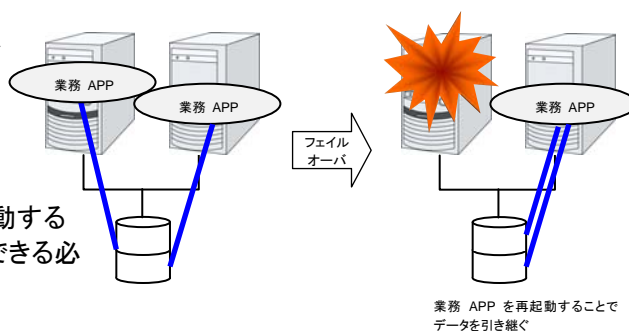 業務 APP
業務 APP
フェイル
オーバ
業務 APP
動する
できる必
業務 APP を再起動することで
データを引き継ぐ